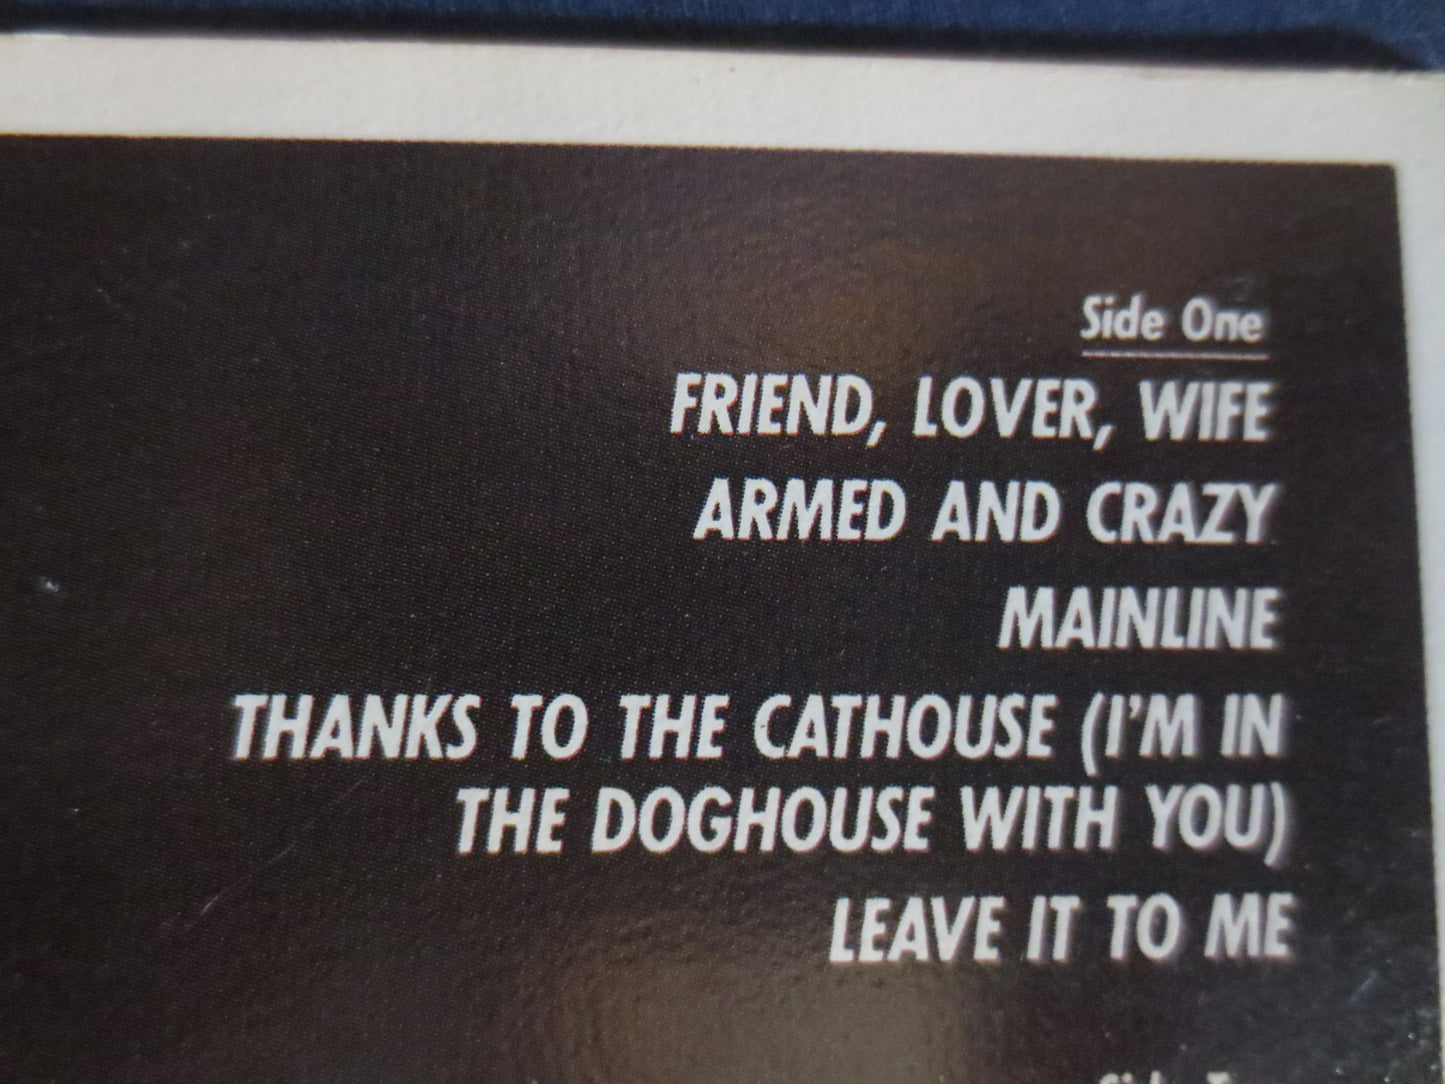 Side One
FRIEND, LOVER, WIFE
ARMED AND CRAZY
MAINLINE
THANKS TO THE CATHOUSE (I'M IN
THE DOGHOUSE WITH YOU)
LEAVE IT TO ME